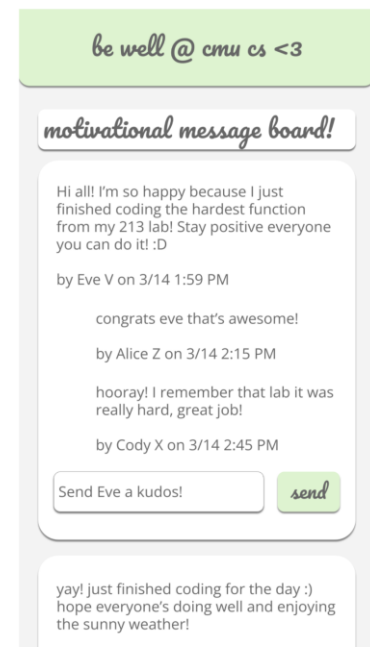 be well @ cmu cs <3
motivational message board!
Hi all! I'm so happy because I just
finished coding the hardest function
from my 213 lab! Stay positive everyone
you can do it! :D
by Eve V on 3/14 1:59 PM
congrats eve that's awesome!
by Alice Z on 3/14 2:15 PM
hooray! I remember that lab it was
really hard, great job!
by Cody X on 3/14 2:45 PM
Send Eve a kudos!
send
yay! just finished coding for the day :)
hope everyone's doing well and enjoying
the sunny weather!